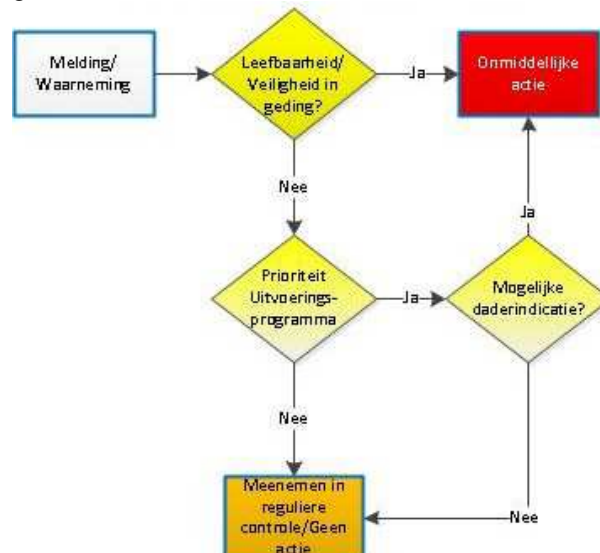 Melding/
Waarneming
Leefbaarheid/
Veiligheid in
geding?
Ja
Onmiddellijke
actie
Nee
Ja
Prioriteit
Uitvoerings-
programma
Ja
Mogelijke
daderindicatie?
Nee
Meenemen in
reguliere
controle/Geen
actie
Nee